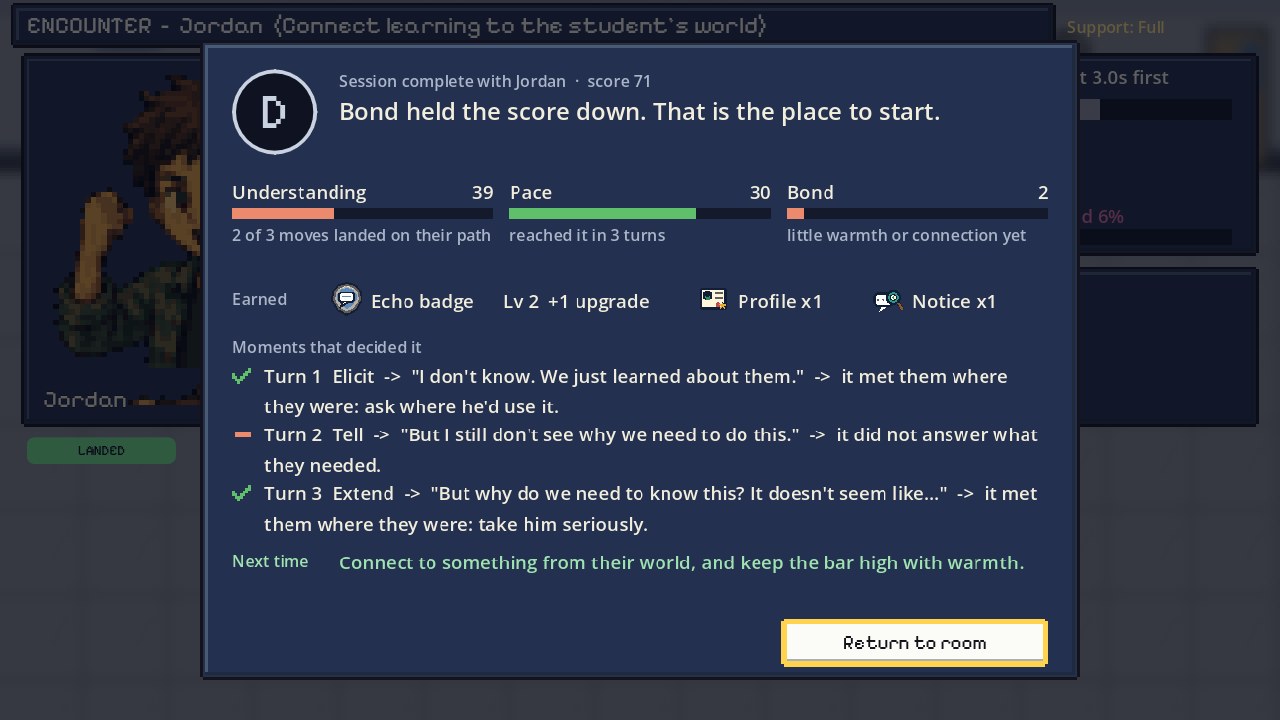 ENCOUNTER - Jordan (Connect learning to the student's world)
Support: Full
t 3.0s first
d 6%
Jordan
LANDED
D
Session complete with Jordan · score 71
Bond held the score down. That is the place to start.
Understanding 39 Pace 30 Bond 2
2 of 3 moves landed on their path reached it in 3 turns little warmth or connection yet
Earned Echo badge Lv 2 +1 upgrade Profile x1 Notice x1
Moments that decided it
Turn 1 Elicit -> "I don't know. We just learned about them." -> it met them where
they were: ask where he'd use it.
Turn 2 Tell -> "But I still don't see why we need to do this." -> it did not answer what
they needed.
Turn 3 Extend -> "But why do we need to know this? It doesn't seem like..." -> it met
them where they were: take him seriously.
Next time Connect to something from their world, and keep the bar high with warmth.
Return to room